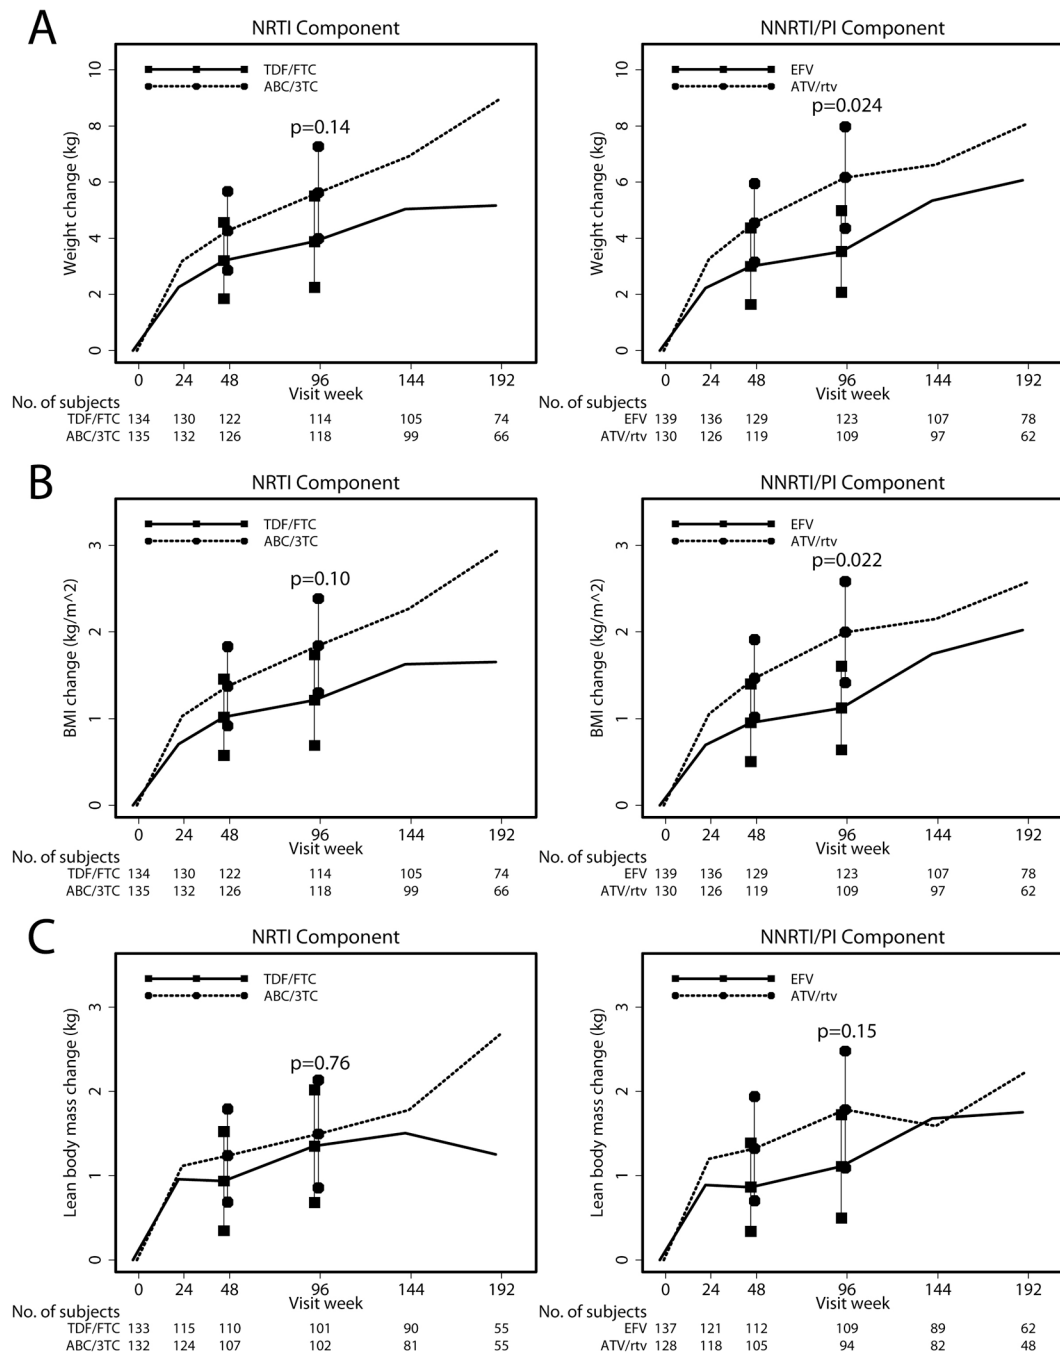 A
NRTI Component
NNRTI/PI Component
TDF/FTC
ABC/3TC
EFV
ATV/rtv
p=0.14
p=0.024
Weight change (kg)
0 2 4 6 8 10
Weight change (kg)
0 2 4 6 8 10
0 24 48 96 144 192
0 24 48 96 144 192
Visit week
Visit week
No. of subjects
No. of subjects
TDF/FTC 134 130 122 114 105 74
EFV 139 136 129 123 107 78
ABC/3TC 135 132 126 118 99 66
ATV/rtv 130 126 119 109 97 62
B
NRTI Component
NNRTI/PI Component
TDF/FTC
ABC/3TC
EFV
ATV/rtv
p=0.10
p=0.022
BMI change (kg/m^2)
0 1 2 3
BMI change (kg/m^2)
0 1 2 3
0 24 48 96 144 192
0 24 48 96 144 192
Visit week
Visit week
No. of subjects
No. of subjects
TDF/FTC 134 130 122 114 105 74
EFV 139 136 129 123 107 78
ABC/3TC 135 132 126 118 99 66
ATV/rtv 130 126 119 109 97 62
C
NRTI Component
NNRTI/PI Component
TDF/FTC
ABC/3TC
EFV
ATV/rtv
p=0.76
p=0.15
Lean body mass change (kg)
0 1 2 3
Lean body mass change (kg)
0 1 2 3
0 24 48 96 144 192
0 24 48 96 144 192
Visit week
Visit week
No. of subjects
No. of subjects
TDF/FTC 133 115 110 101 90 55
EFV 137 121 112 109 89 62
ABC/3TC 132 124 107 102 81 55
ATV/rtv 128 118 105 94 82 48